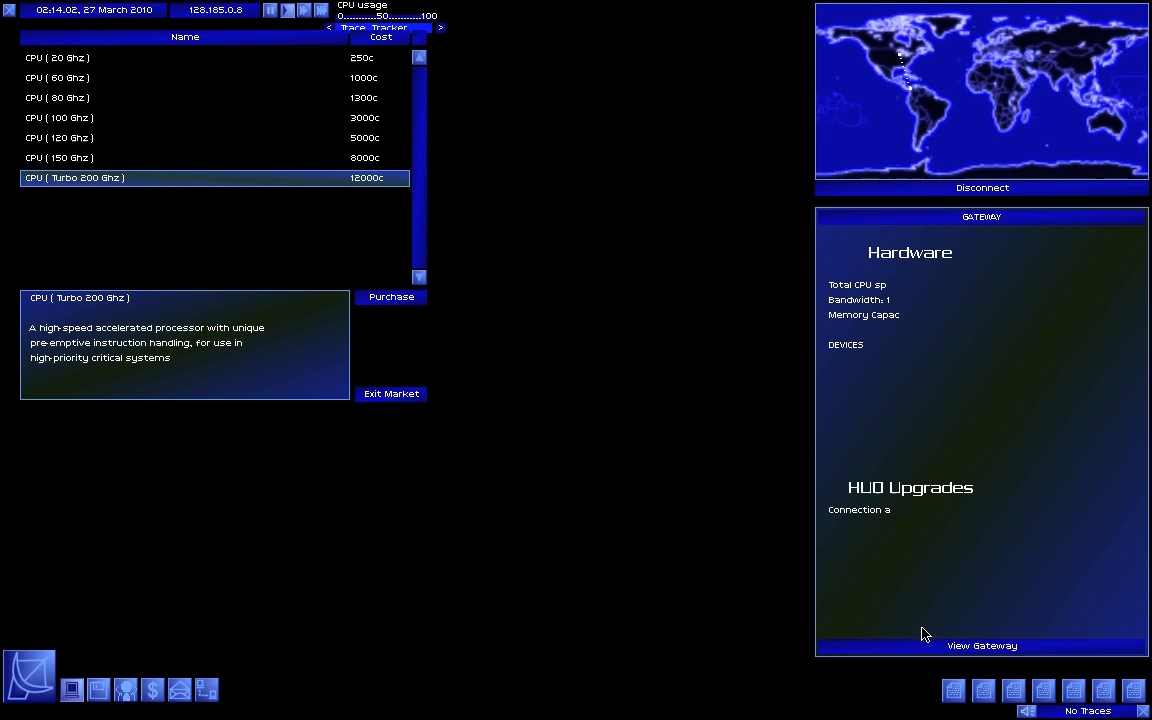 02:14.02, 27 March 2010
128.185.0.8
CPU usage
0...........50...........100
< Trace_Tracker >
Name Cost
CPU ( 20 Ghz ) 250c
CPU ( 60 Ghz ) 1000c
CPU ( 80 Ghz ) 1300c
CPU ( 100 Ghz ) 3000c
CPU ( 120 Ghz ) 5000c
CPU ( 150 Ghz ) 8000c
CPU ( Turbo 200 Ghz ) 12000c
CPU ( Turbo 200 Ghz )
A high-speed accelerated processor with unique
pre-emptive instruction handling, for use in
high-priority critical systems
Purchase
Exit Market
Disconnect
GATEWAY
Hardware
Total CPU sp
Bandwidth: 1
Memory Capac
DEVICES
HUD Upgrades
Connection a
View Gateway
No Traces